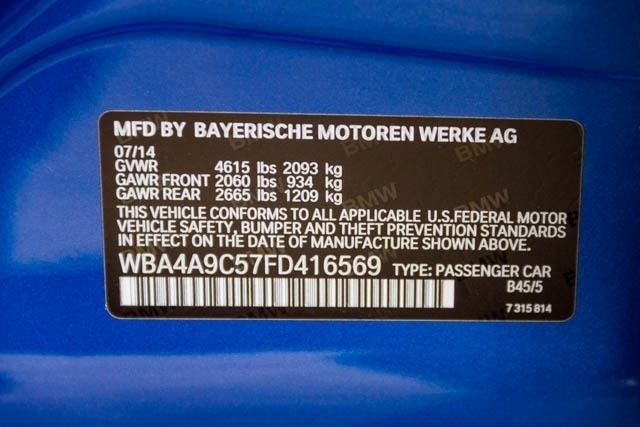 MFD BY BAYERISCHE MOTOREN WERKE AG
07/14
GVWR 4615 lbs 2093 kg
GAWR FRONT 2060 lbs 934 kg
GAWR REAR 2665 lbs 1209 kg
THIS VEHICLE CONFORMS TO ALL APPLICABLE U.S.FEDERAL MOTOR
VEHICLE SAFETY, BUMPER AND THEFT PREVENTION STANDARDS
IN EFFECT ON THE DATE OF MANUFACTURE SHOWN ABOVE.
WBA4A9C57FD416569 TYPE: PASSENGER CAR
B45/5
7 315 814